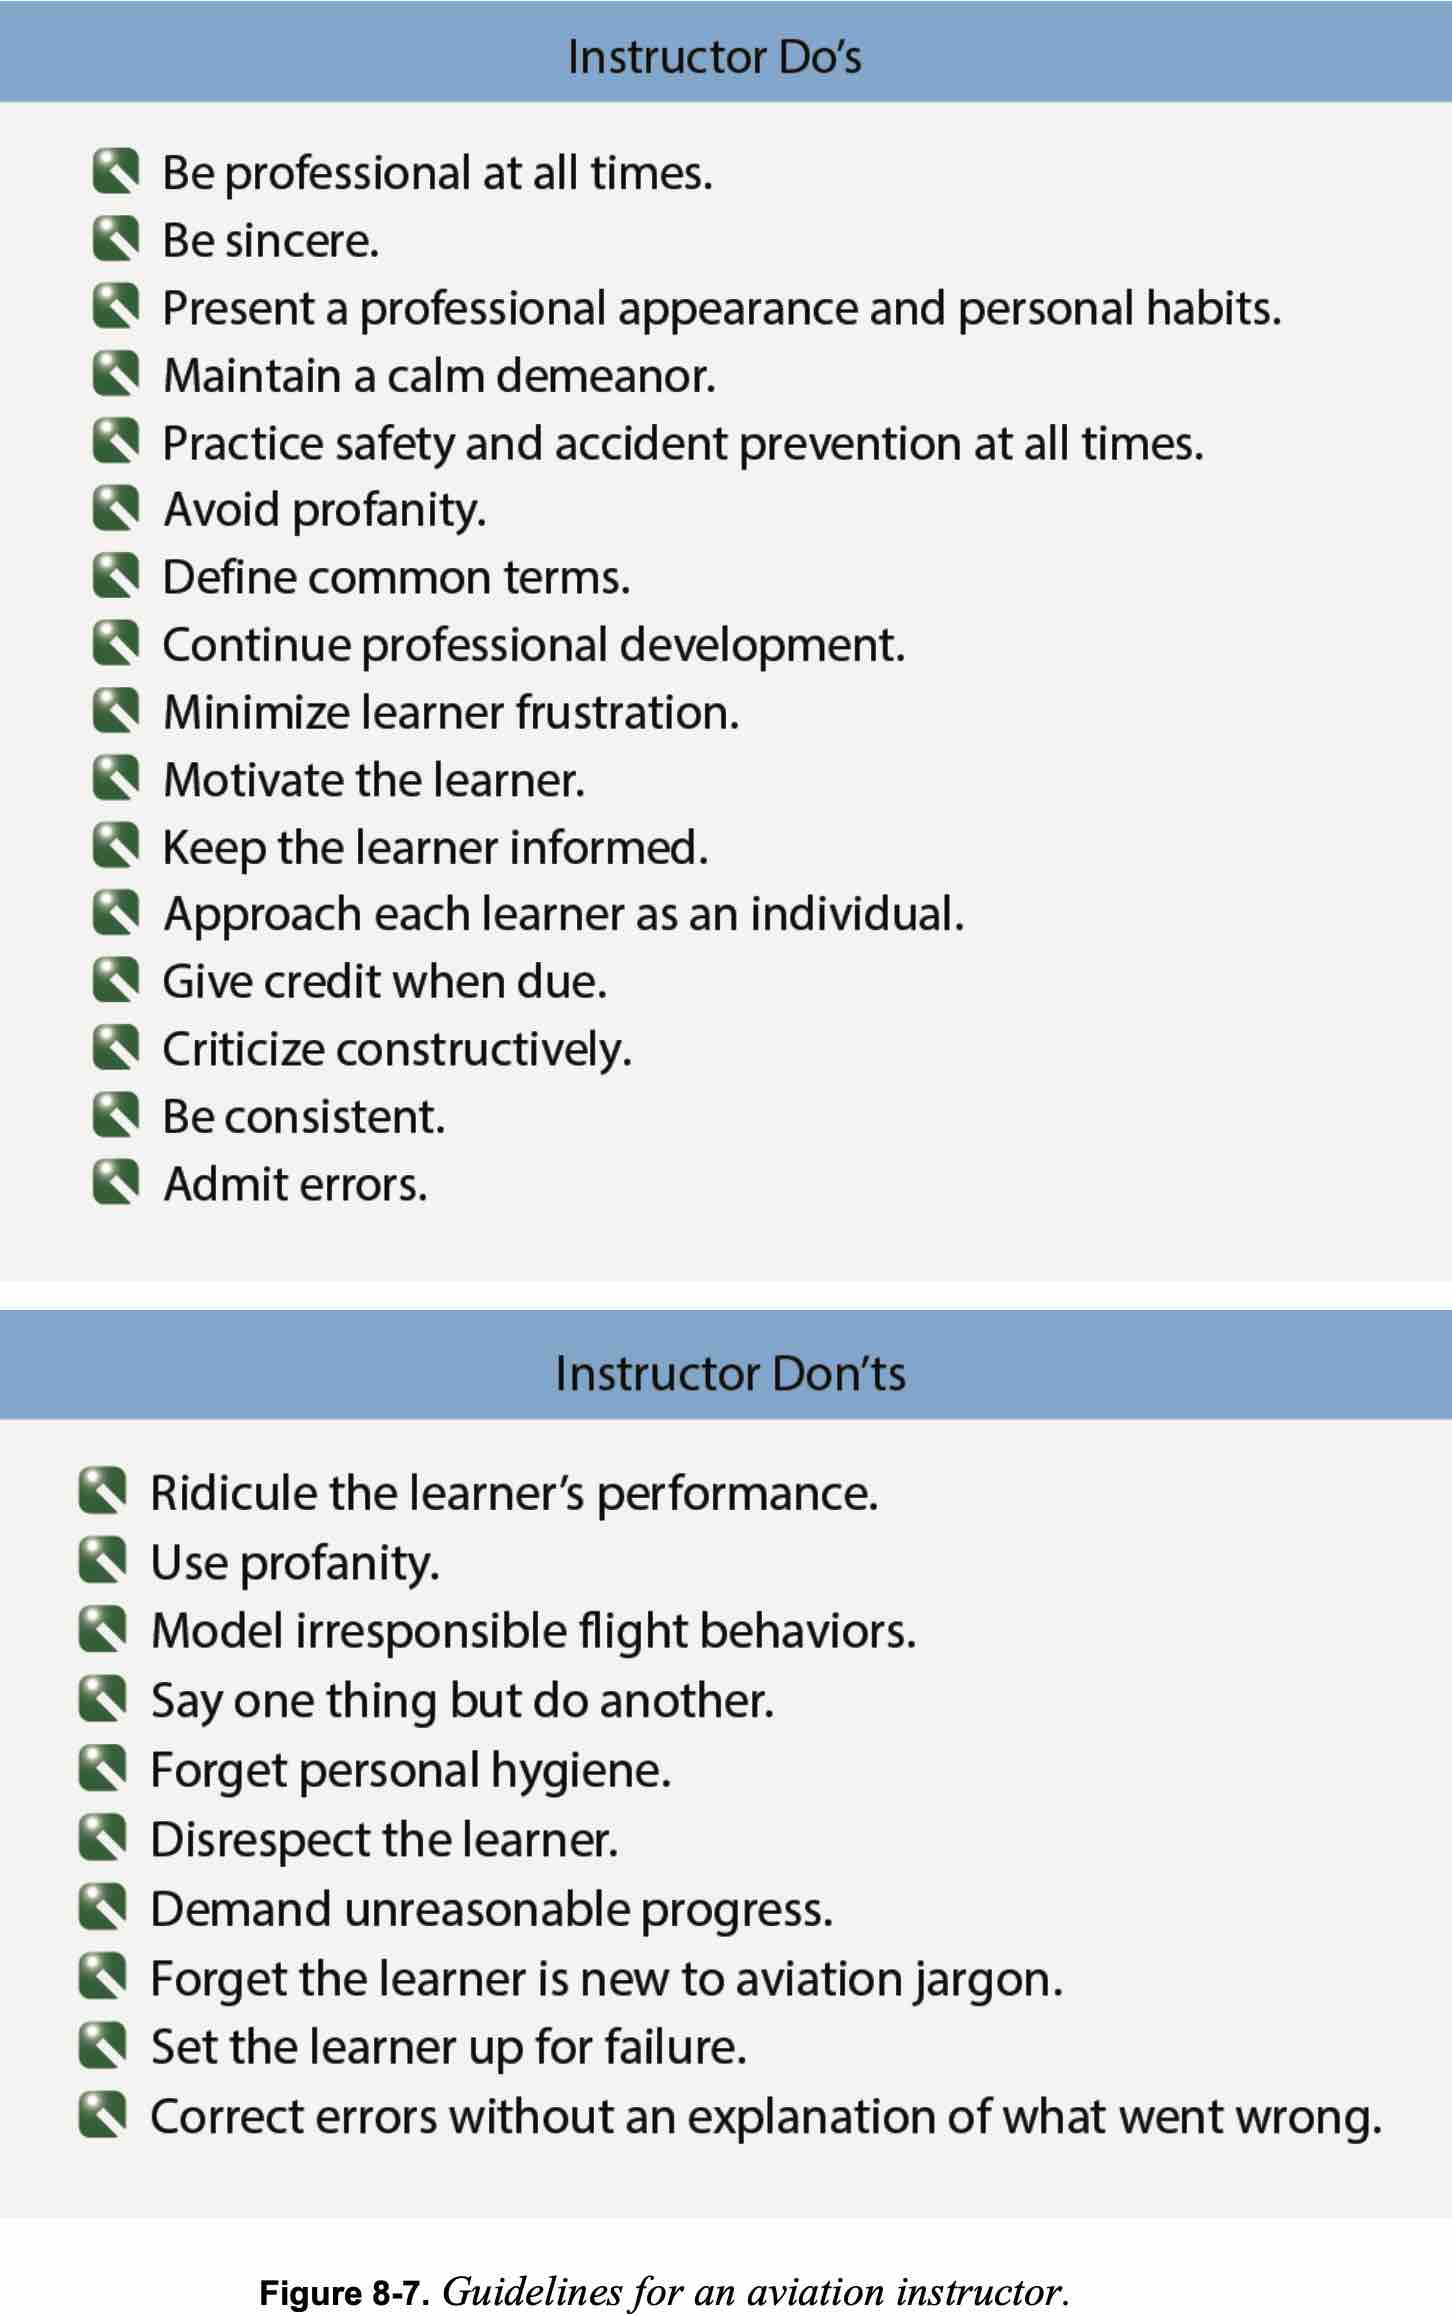 Instructor Do’s
Be professional at all times.
Be sincere.
Present a professional appearance and personal habits.
Maintain a calm demeanor.
Practice safety and accident prevention at all times.
Avoid profanity.
Define common terms.
Continue professional development.
Minimize learner frustration.
Motivate the learner.
Keep the learner informed.
Approach each learner as an individual.
Give credit when due.
Criticize constructively.
Be consistent.
Admit errors.
Instructor Don’ts
Ridicule the learner’s performance.
Use profanity.
Model irresponsible flight behaviors.
Say one thing but do another.
Forget personal hygiene.
Disrespect the learner.
Demand unreasonable progress.
Forget the learner is new to aviation jargon.
Set the learner up for failure.
Correct errors without an explanation of what went wrong.
Figure 8-7. Guidelines for an aviation instructor.